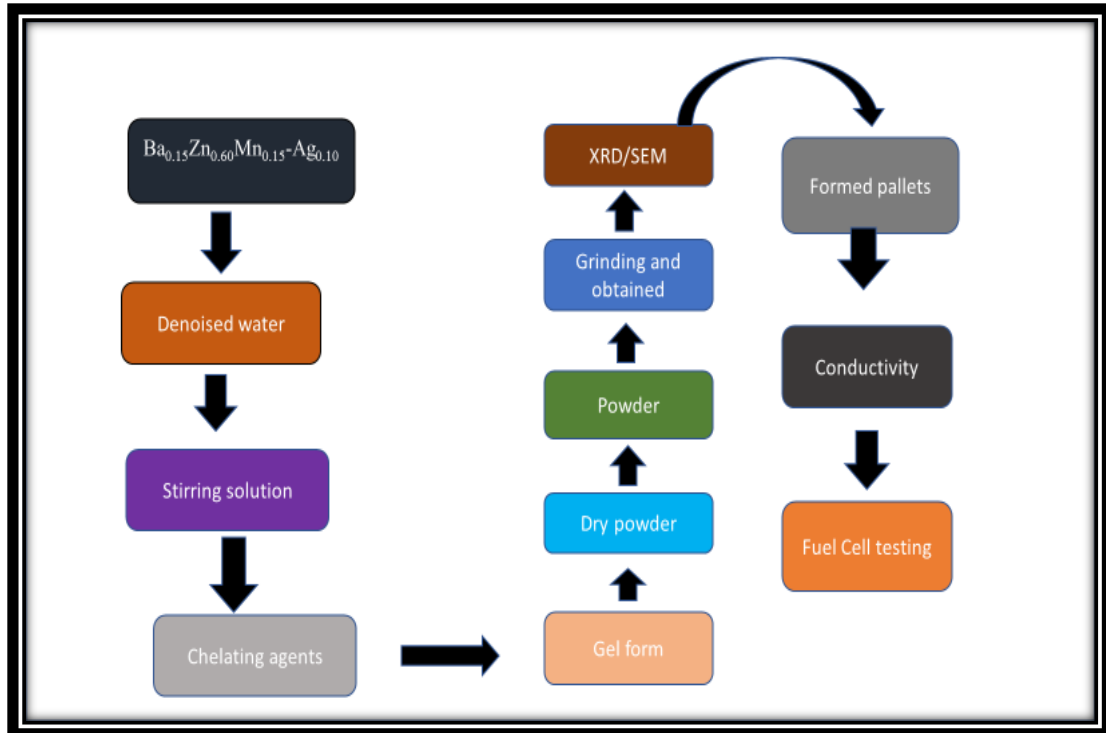 Ba0.15Zn0.60Mn0.15-Ag0.10
Denoised water
Stirring solution
Chelating agents
Gel form
Dry powder
Powder
Grinding and
obtained
XRD/SEM
Formed pallets
Conductivity
Fuel Cell testing